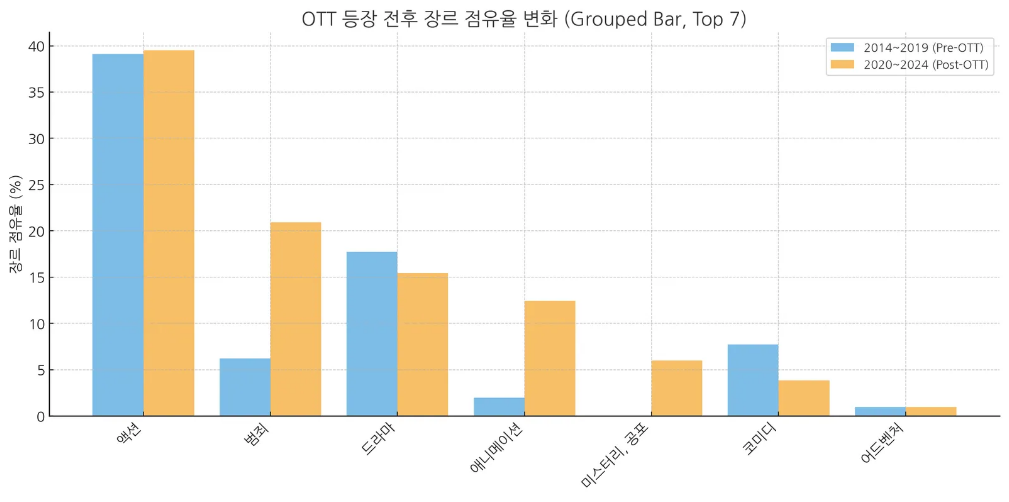 OTT 등장 전후 장르 점유율 변화 (Grouped Bar, Top 7)
2014~2019 (Pre-OTT)
2020~2024 (Post-OTT)
장르 점유율 (%)
40
35
30
25
20
15
10
5
0
액션
범죄
드라마
애니메이션
미스터리, 공포
코미디
어드벤처